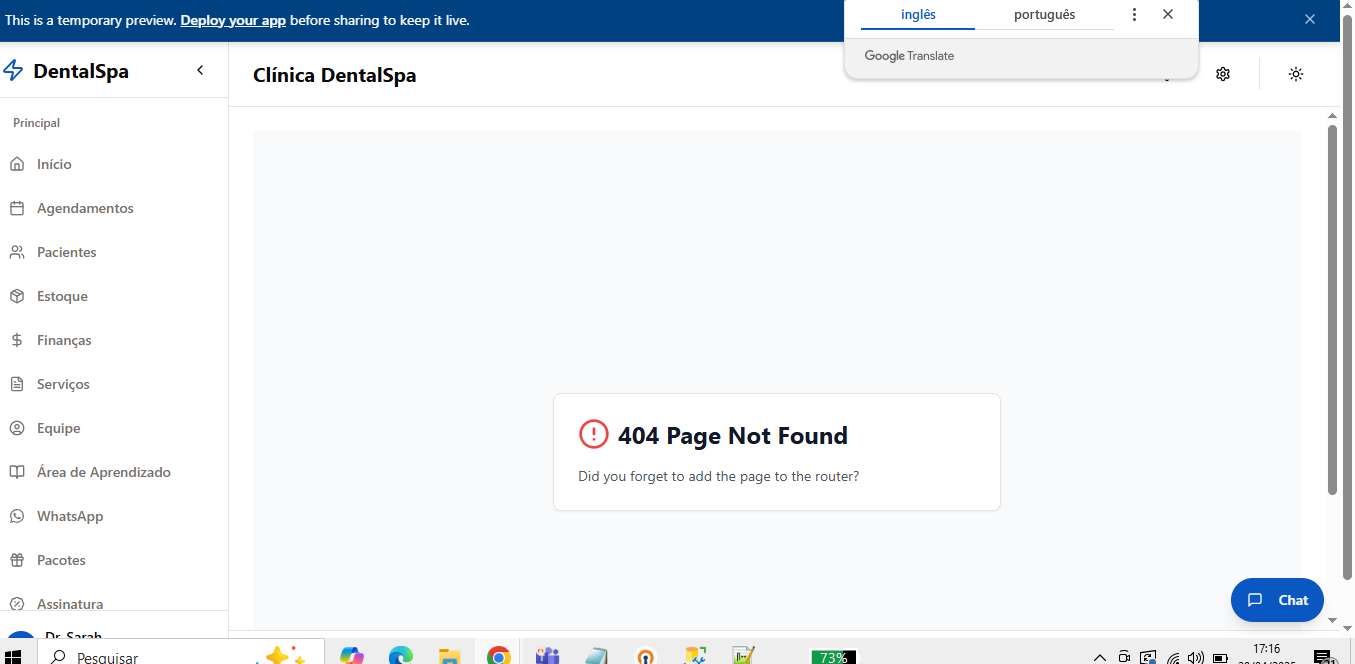 This is a temporary preview. Deploy your app before sharing to keep it live.
inglês
português
Google Translate
DentalSpa
Clínica DentalSpa
Principal
Início
Agendamentos
Pacientes
Estoque
Finanças
Serviços
Equipe
Área de Aprendizado
WhatsApp
Pacotes
Assinatura
404 Page Not Found
Did you forget to add the page to the router?
Chat
Dr. Sarah
Pesquisar
73%
17:16